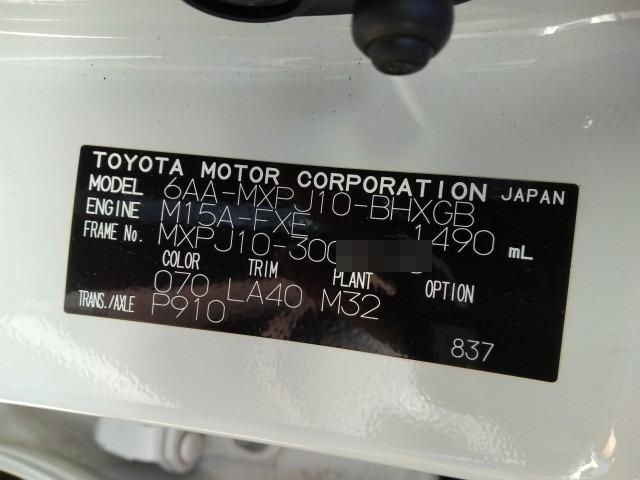 TOYOTA MOTOR CORPORATION JAPAN
MODEL 6AA-MXPJ10-BHXGB
ENGINE M15A-FXE 1490 mL
FRAME No. MXPJ10-300
COLOR TRIM PLANT OPTION
070 LA40 M32
TRANS./AXLE P910
837